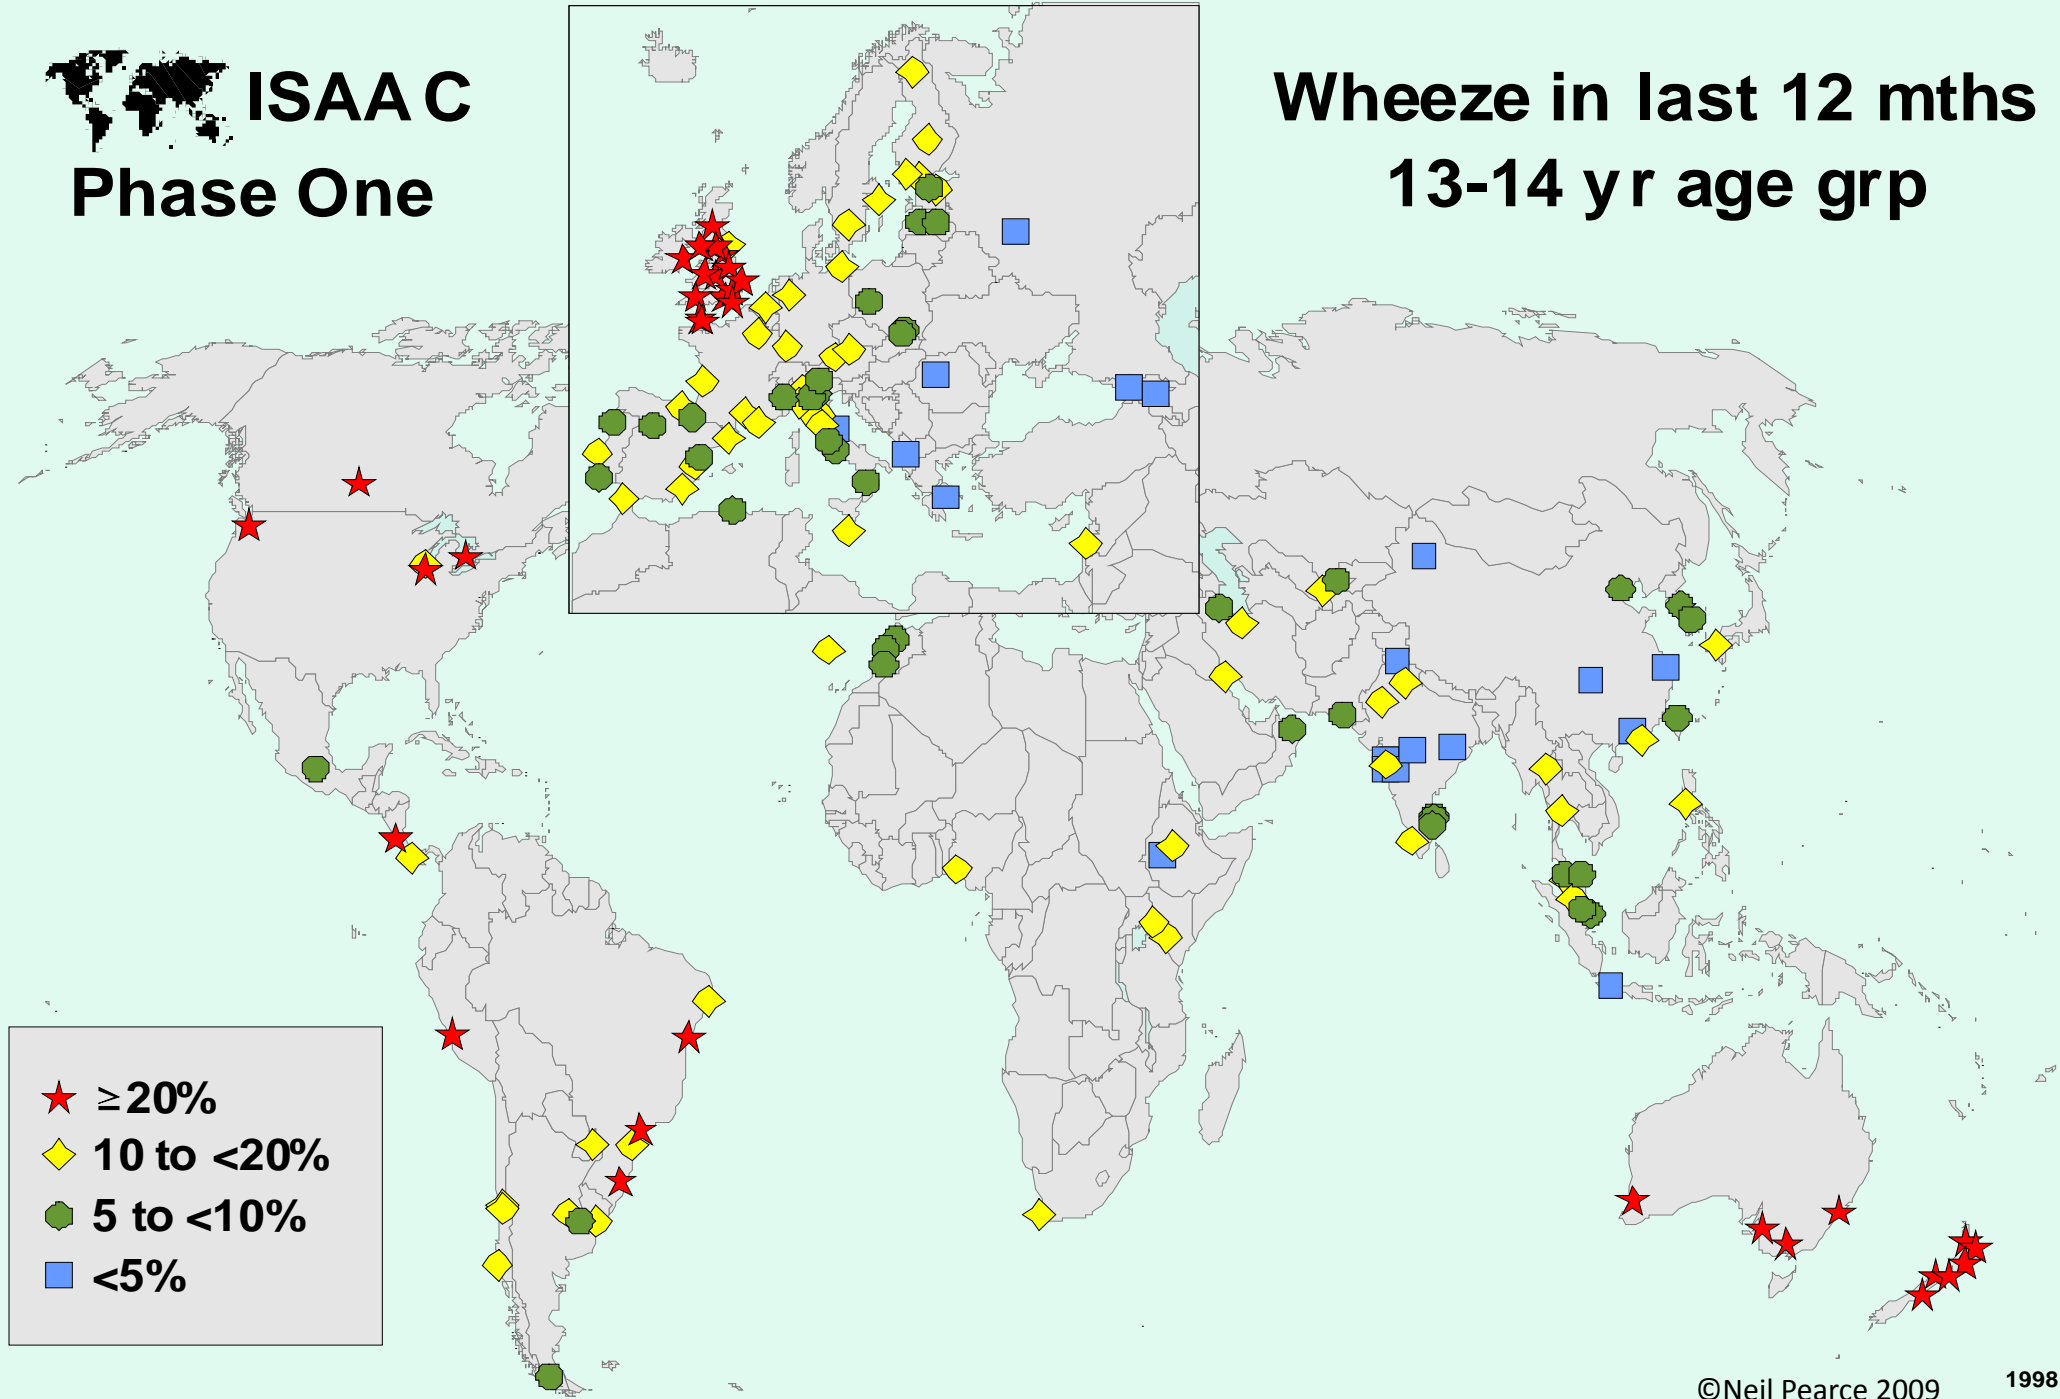 ISAAC
Phase One
Wheeze in last 12 mths
13-14 yr age grp
≥20%
10 to <20%
5 to <10%
<5%
©Neil Pearce 2009
1998